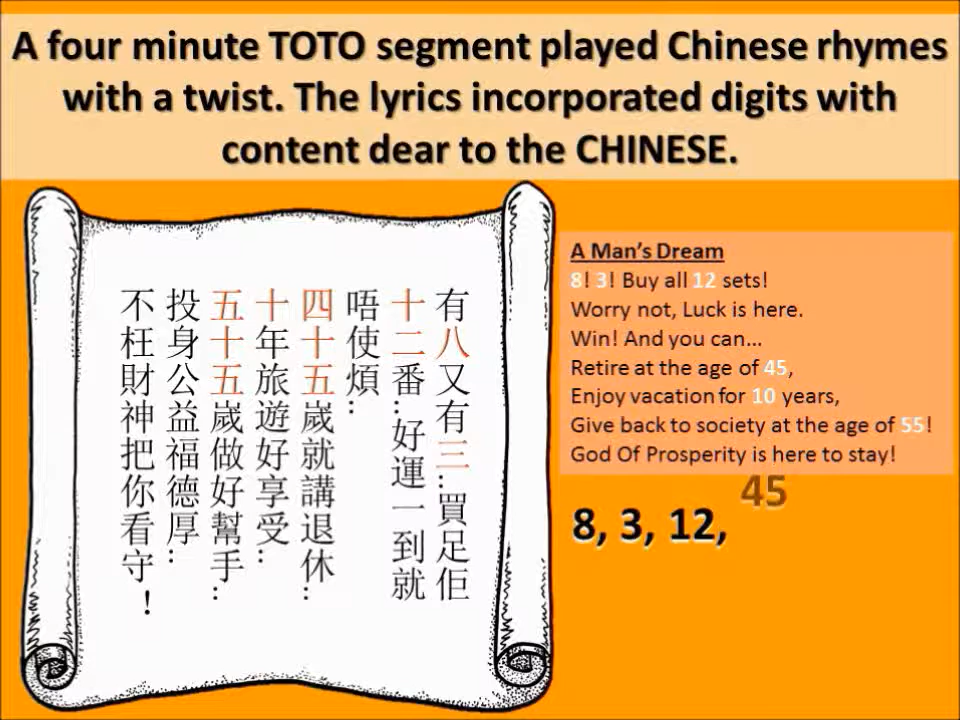 A four minute TOTO segment played Chinese rhymes
with a twist. The lyrics incorporated digits with
content dear to the CHINESE.
有八又有三..買足佢
十二番..好運一到就
唔使煩..
四十五歲就講退休..
十年旅遊好享受..
五十五歲做好幫手..
投身公益福德厚..
不枉財神把你看守！
A Man's Dream
8! 3! Buy all 12 sets!
Worry not, Luck is here.
Win! And you can...
Retire at the age of 45,
Enjoy vacation for 10 years,
Give back to society at the age of 55!
God Of Prosperity is here to stay!
45
8, 3, 12,